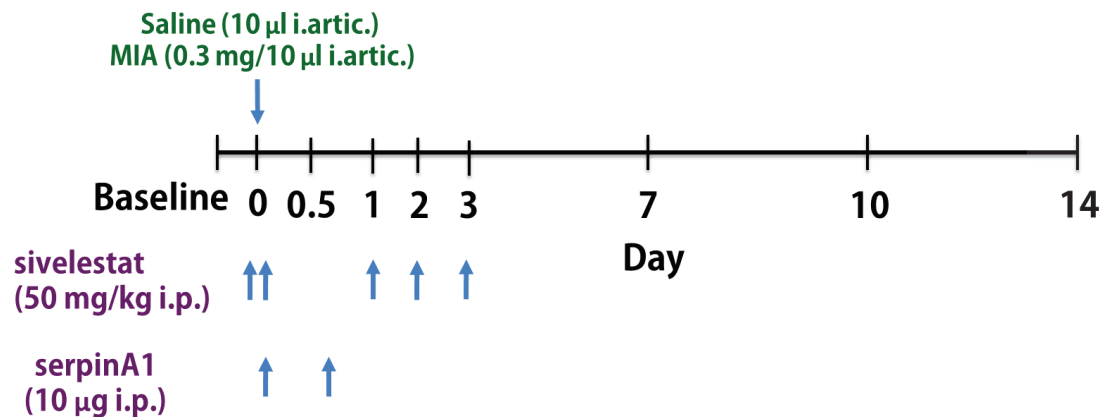 Saline (10 µl i.artic.)
MIA (0.3 mg/10 µl i.artic.)
Baseline 0 0.5 1 2 3 7 10 14
Day
sivelestat
(50 mg/kg i.p.)
serpinA1
(10 µg i.p.)